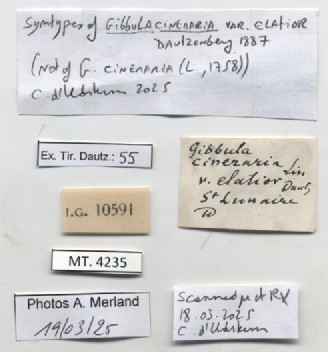 Syntypes of GIBBULA CINERARIA VAR. ELATIOR
DAutzenberg 1887
(Not of G. CINERARIA (L., 1758))
C. d'Udekem 2025
Ex. Tir. Dautz.: 55
I.G. 10591
MT. 4235
Photos A. Merland
19/03/25
Gibbula
cineraria Lin
v. elatior Dautz
St Lunaire
Scanned pict RX
18.03.2025
C. d'Udekem